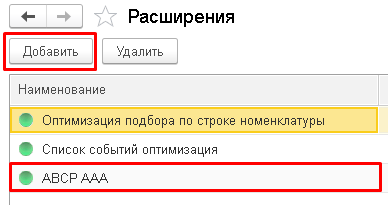 Расширения
Добавить
Удалить
Наименование
Оптимизация подбора по строке номенклатуры
Список событий оптимизация
ABCP AAA